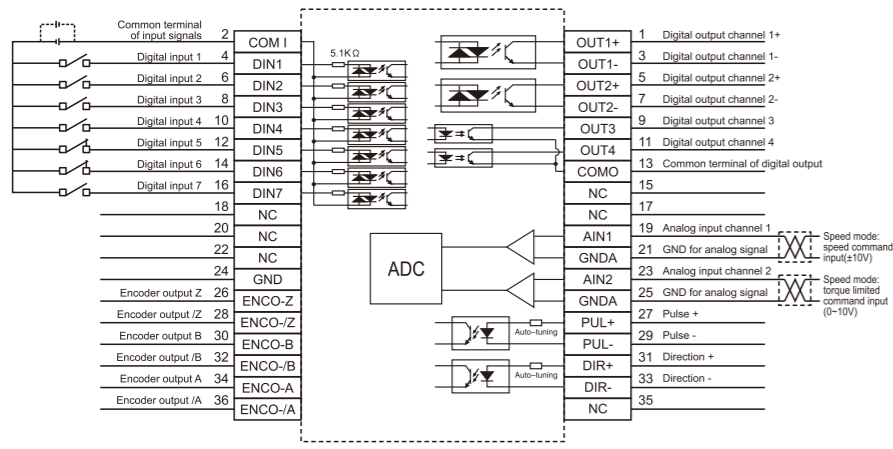 Common terminal
of input signals 2 COM I
Digital input 1 4 DIN1
Digital input 2 6 DIN2
Digital input 3 8 DIN3
Digital input 4 10 DIN4
Digital input 5 12 DIN5
Digital input 6 14 DIN6
Digital input 7 16 DIN7
18 NC
20 NC
22 NC
24 GND
Encoder output Z 26 ENCO-Z
Encoder output /Z 28 ENCO-/Z
Encoder output B 30 ENCO-B
Encoder output /B 32 ENCO-/B
Encoder output A 34 ENCO-A
Encoder output /A 36 ENCO-/A
5.1KΩ
ADC
Auto-tuning
Auto-tuning
OUT1+ 1 Digital output channel 1+
OUT1- 3 Digital output channel 1-
OUT2+ 5 Digital output channel 2+
OUT2- 7 Digital output channel 2-
OUT3 9 Digital output channel 3
OUT4 11 Digital output channel 4
COMO 13 Common terminal of digital output
NC 15
NC 17
AIN1 19 Analog input channel 1
GNDA 21 GND for analog signal
AIN2 23 Analog input channel 2
GNDA 25 GND for analog signal
PUL+ 27 Pulse +
PUL- 29 Pulse -
DIR+ 31 Direction +
DIR- 33 Direction -
NC 35
Speed mode:
speed command
input(±10V)
Speed mode:
torque limited
command input
(0~10V)